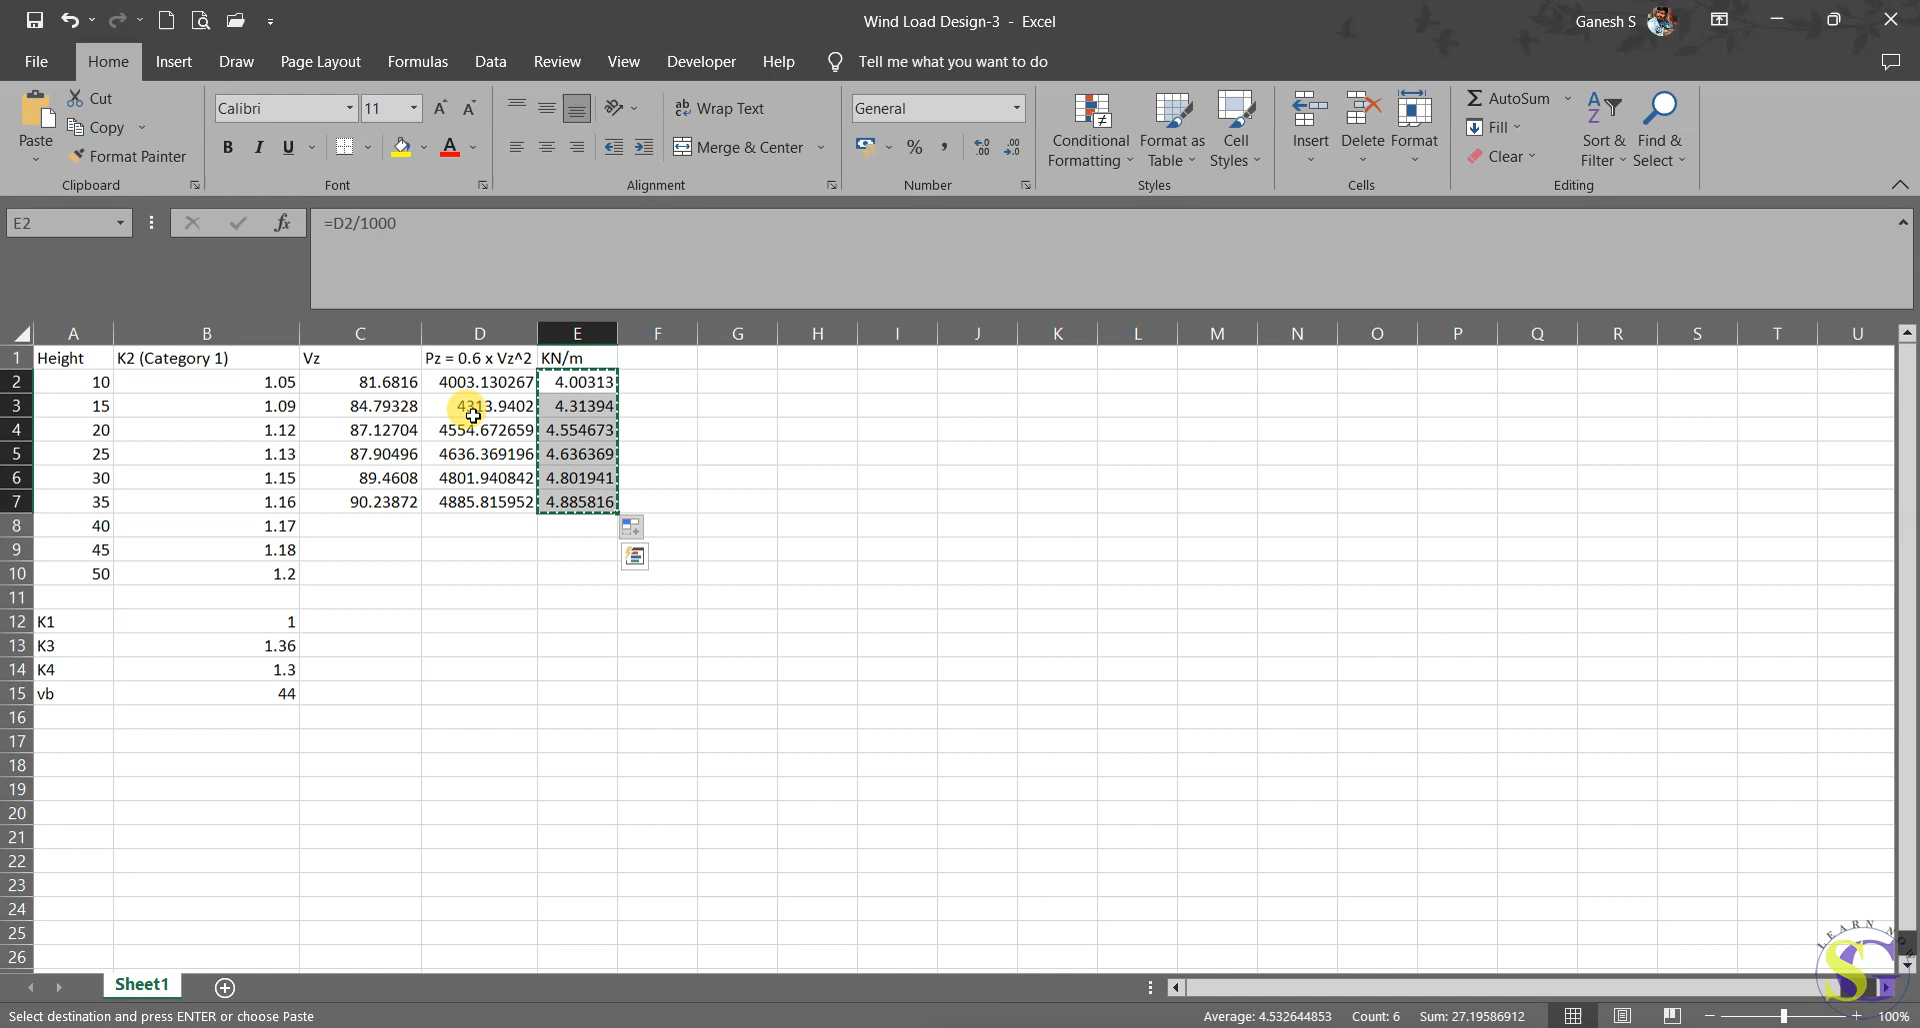 Wind Load Design-3 - Excel
Ganesh S
File Home Insert Draw Page Layout Formulas Data Review View Developer Help Tell me what you want to do
Paste
Cut
Copy
Format Painter
Clipboard
Calibri 11
B I U
Font
Wrap Text
Merge & Center
Alignment
General
Number
Conditional Formatting
Format as Table
Cell Styles
Styles
Insert Delete Format
Cells
AutoSum
Fill
Clear
Sort & Filter
Find & Select
Editing
E2 fx =D2/1000
A B C D E F G H I J K L M N O P Q R S T U
1 Height K2 (Category 1) Vz Pz = 0.6 x Vz^2 KN/m
2 10 1.05 81.6816 4003.130267 4.00313
3 15 1.09 84.79328 4313.9402 4.31394
4 20 1.12 87.12704 4554.672659 4.554673
5 25 1.13 87.90496 4636.369196 4.636369
6 30 1.15 89.4608 4801.940842 4.801941
7 35 1.16 90.23872 4885.815952 4.885816
8 40 1.17
9 45 1.18
10 50 1.2
11
12 K1 1
13 K3 1.36
14 K4 1.3
15 vb 44
16
17
18
19
20
21
22
23
24
25
26
LEARN
SG
Sheet1
Select destination and press ENTER or choose Paste
Average: 4.532644853 Count: 6 Sum: 27.19586912
100%